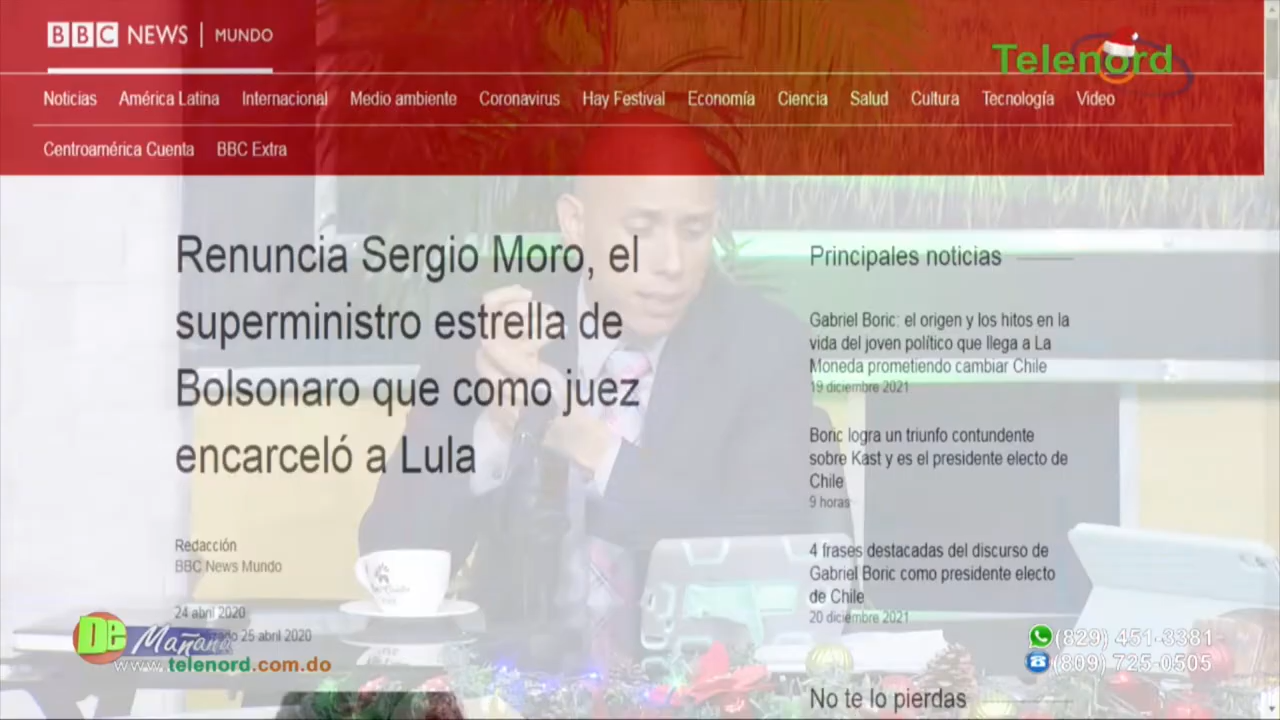 BBC NEWS | MUNDO
Telenord
Noticias América Latina Internacional Medio ambiente Coronavirus Hay Festival Economía Ciencia Salud Cultura Tecnología Video
Centroamérica Cuenta BBC Extra
Renuncia Sergio Moro, el
superministro estrella de
Bolsonaro que como juez
encarceló a Lula
Redacción
BBC News Mundo
24 abril 2020
25 abril 2020
Principales noticias
Gabriel Boric: el origen y los hitos en la
vida del joven político que llega a La
Moneda prometiendo cambiar Chile
19 diciembre 2021
Boric logra un triunfo contundente
sobre Kast y es el presidente electo de
Chile
9 horas
4 frases destacadas del discurso de
Gabriel Boric como presidente electo
de Chile
20 diciembre 2021
No te lo pierdas
De Mañana
www.telenord.com.do
(829) 451-3381
(809) 725-0505